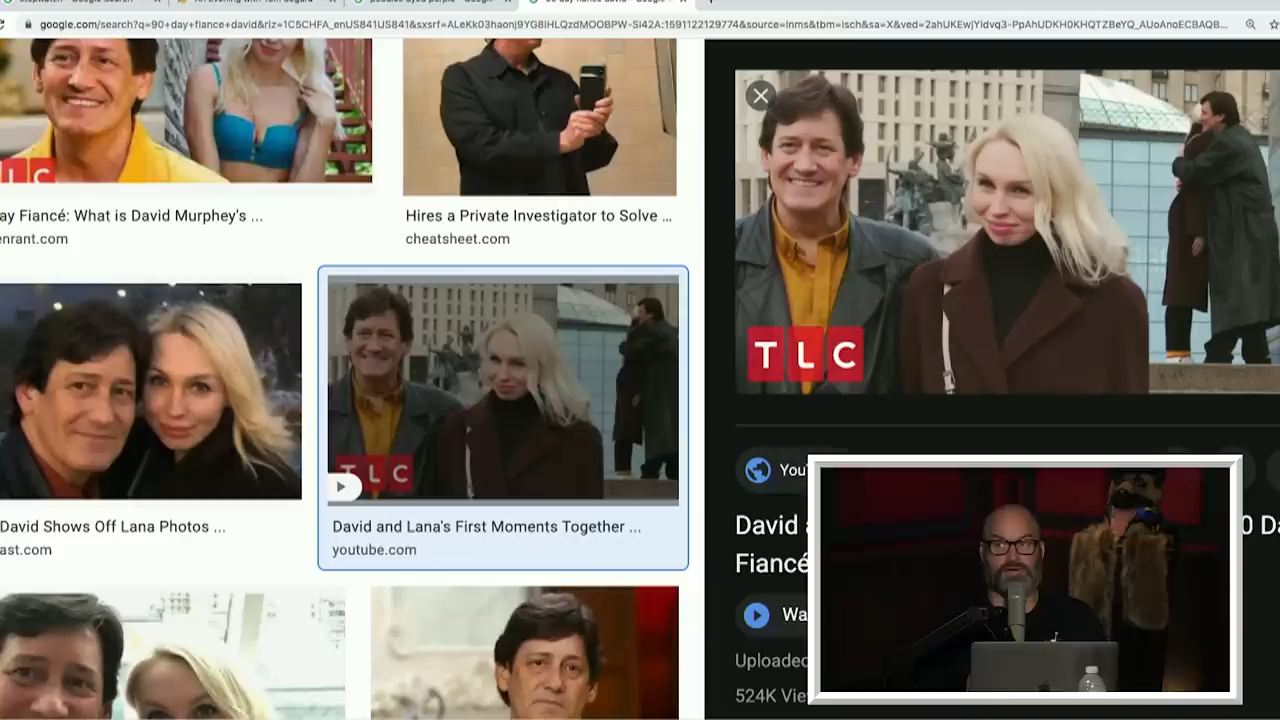 google.com/search?q=90+day+fiance+david&rlz=1C5CHFA_enUS841US841&sxsrf=ALeKk03haonj9YG8iHLQzdMOOBPW-Si42A:1591122129774&source=lnms&tbm=isch&sa=X&ved=2ahUKEwjYldvq3-PpAhUDKH0KHQTZBeYQ_AUoAnoECBAQB...
LC
ay Fiancé: What is David Murphey's ...
enrant.com
Hires a Private Investigator to Solve ...
cheatsheet.com
David Shows Off Lana Photos ...
ast.com
TLC
David and Lana's First Moments Together ...
youtube.com
TLC
You
David
0 Da
Fiancé
Wa
Uploaded
524K Vie